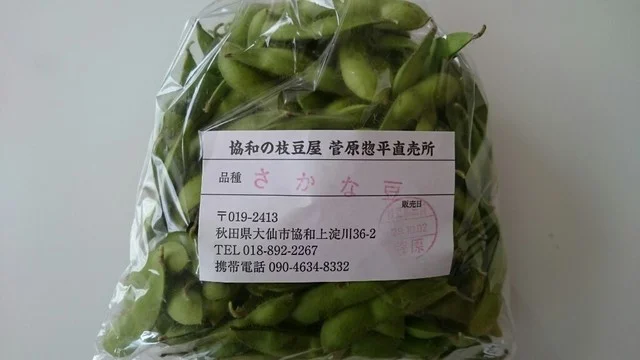 協和の枝豆屋 菅原惣平直売所
品種 さかな豆
販売日
〒019-2413
秋田県大仙市協和上淀川36-2
TEL 018-892-2267
携帯電話 090-4634-8332